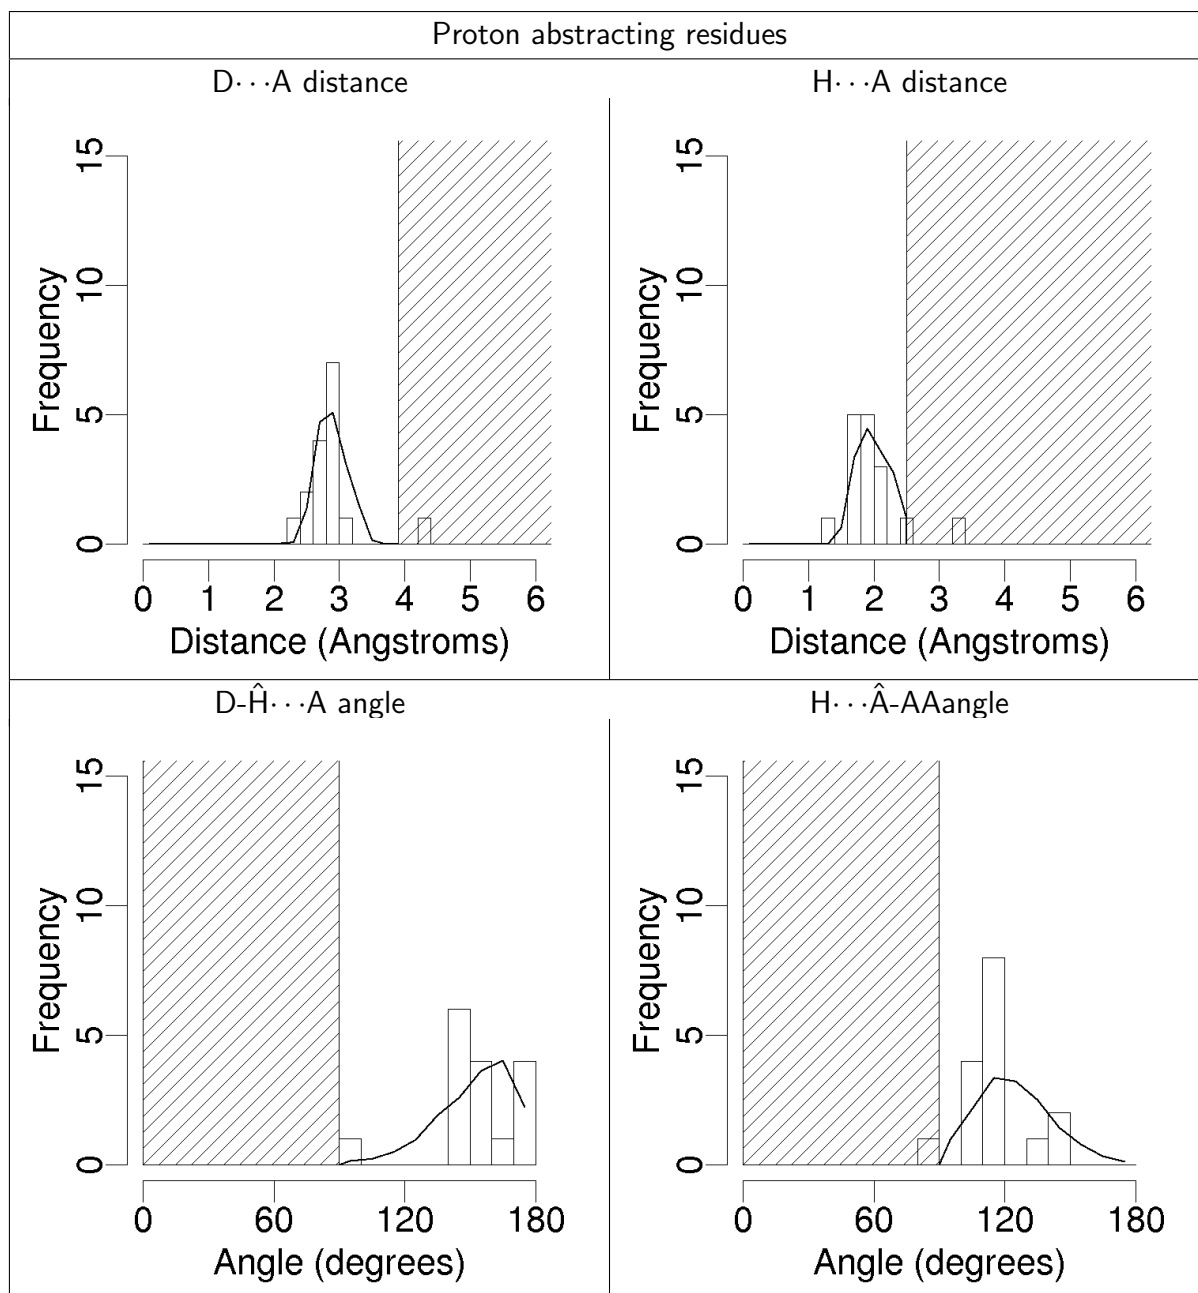 Proton abstracting residues
D···A distance
H···A distance
15
10
5
0
Frequency
0 1 2 3 4 5 6
Distance (Angstroms)
15
10
5
0
Frequency
0 1 2 3 4 5 6
Distance (Angstroms)
D-Ĥ···A angle
H···Â-AAangle
15
10
5
0
Frequency
0 60 120 180
Angle (degrees)
15
10
5
0
Frequency
0 60 120 180
Angle (degrees)